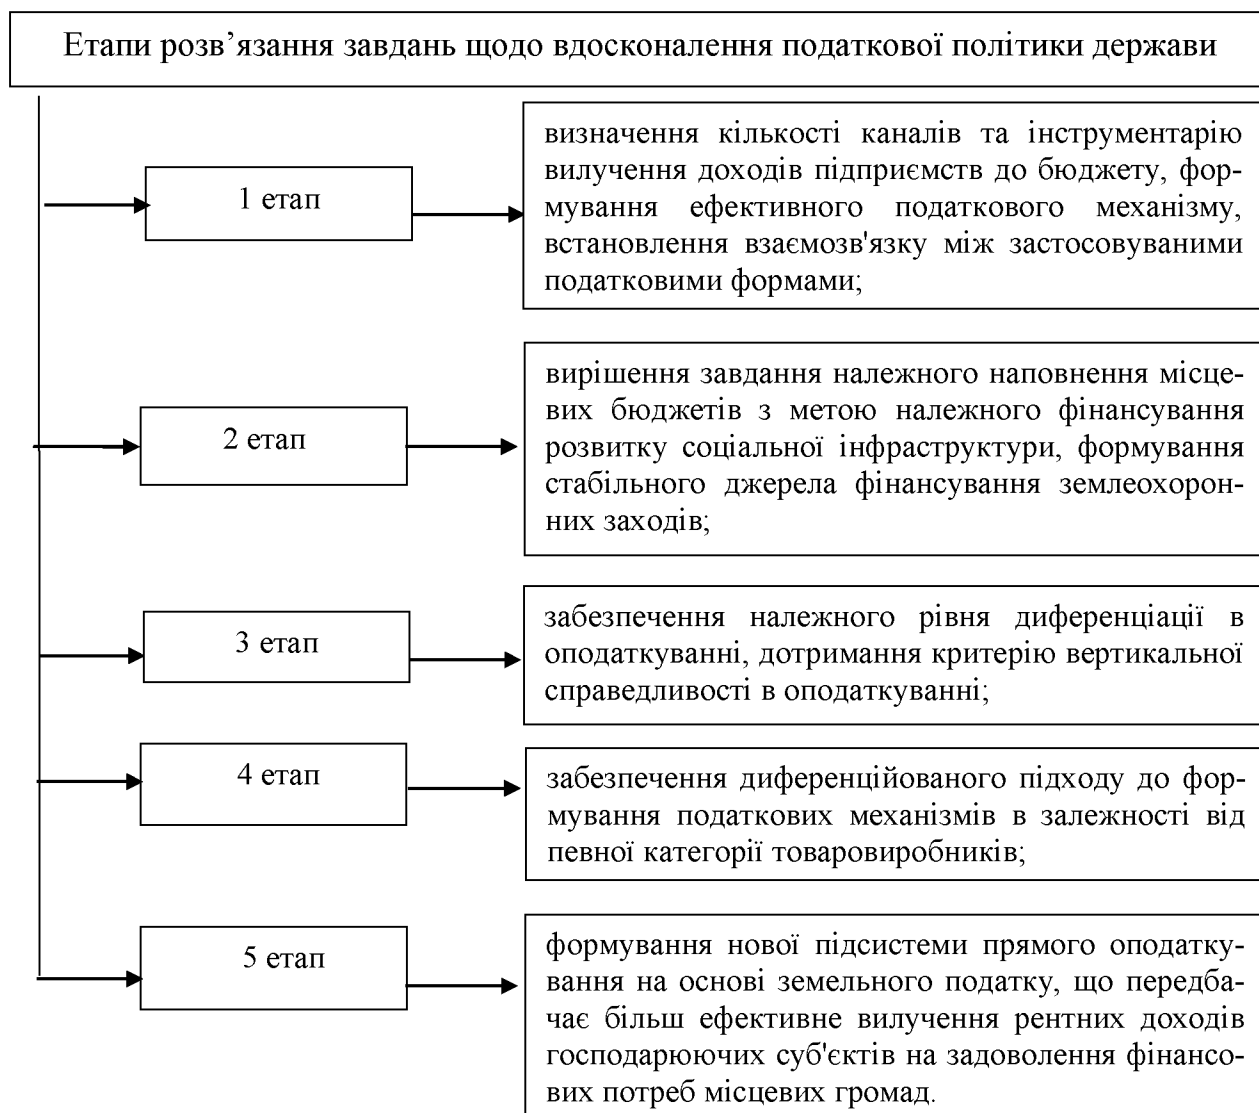 Етапи розв’язання завдань щодо вдосконалення податкової політики держави
1 етап
визначення кількості каналів та інструментарію
вилучення доходів підприємств до бюджету, фор-
мування ефективного податкового механізму,
встановлення взаємозв'язку між застосовуваними
податковими формами;
2 етап
вирішення завдання належного наповнення місце-
вих бюджетів з метою належного фінансування
розвитку соціальної інфраструктури, формування
стабільного джерела фінансування землеохорон-
них заходів;
3 етап
забезпечення належного рівня диференціації в
оподаткуванні, дотримання критерію вертикальної
справедливості в оподаткуванні;
4 етап
забезпечення диференційованого підходу до фор-
мування податкових механізмів в залежності від
певної категорії товаровиробників;
5 етап
формування нової підсистеми прямого оподатку-
вання на основі земельного податку, що передба-
чає більш ефективне вилучення рентних доходів
господарюючих суб'єктів на задоволення фінансо-
вих потреб місцевих громад.